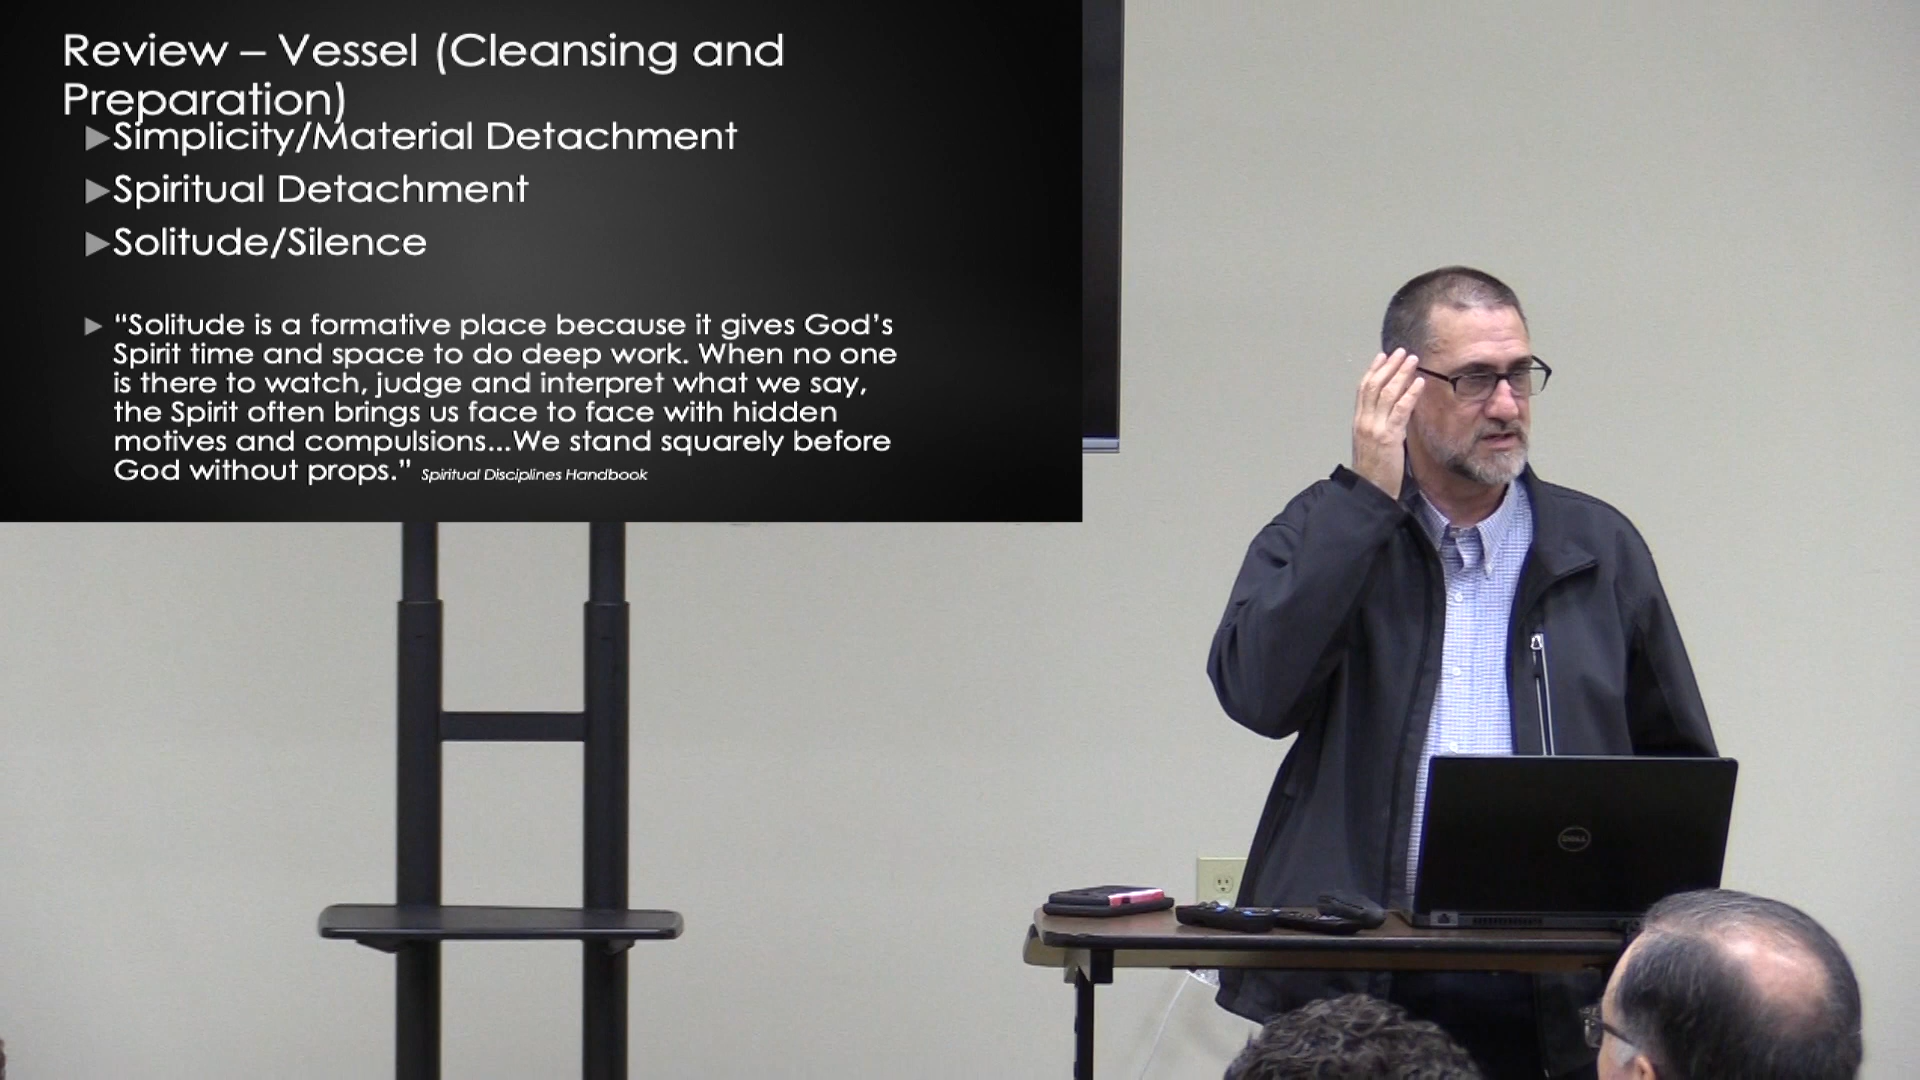 Review – Vessel (Cleansing and
Preparation)
▶Simplicity/Material Detachment
▶Spiritual Detachment
▶Solitude/Silence
▶ “Solitude is a formative place because it gives God’s
Spirit time and space to do deep work. When no one
is there to watch, judge and interpret what we say,
the Spirit often brings us face to face with hidden
motives and compulsions...We stand squarely before
God without props.” Spiritual Disciplines Handbook
DELL